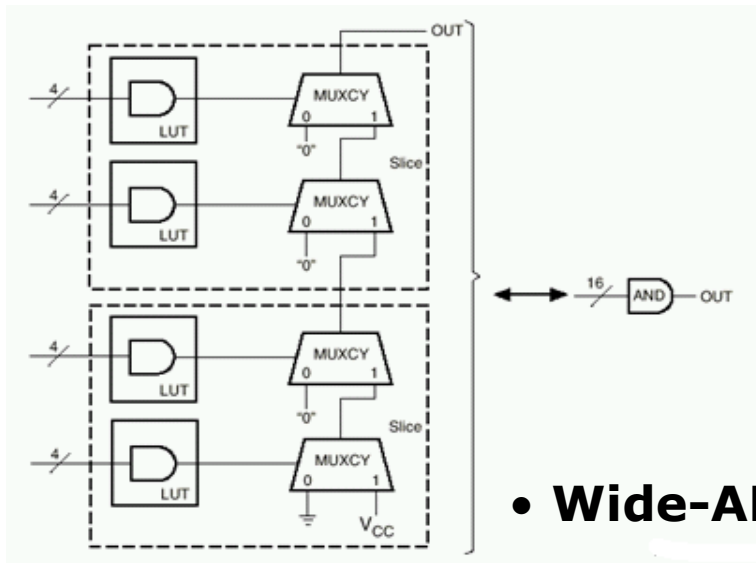 OUT
4
MUXCY
0 1
LUT
"0"
Slice
4
MUXCY
0 1
LUT
"0"
16
AND
OUT
4
MUXCY
0 1
LUT
"0"
Slice
4
MUXCY
0 1
LUT
VCC
• Wide-A